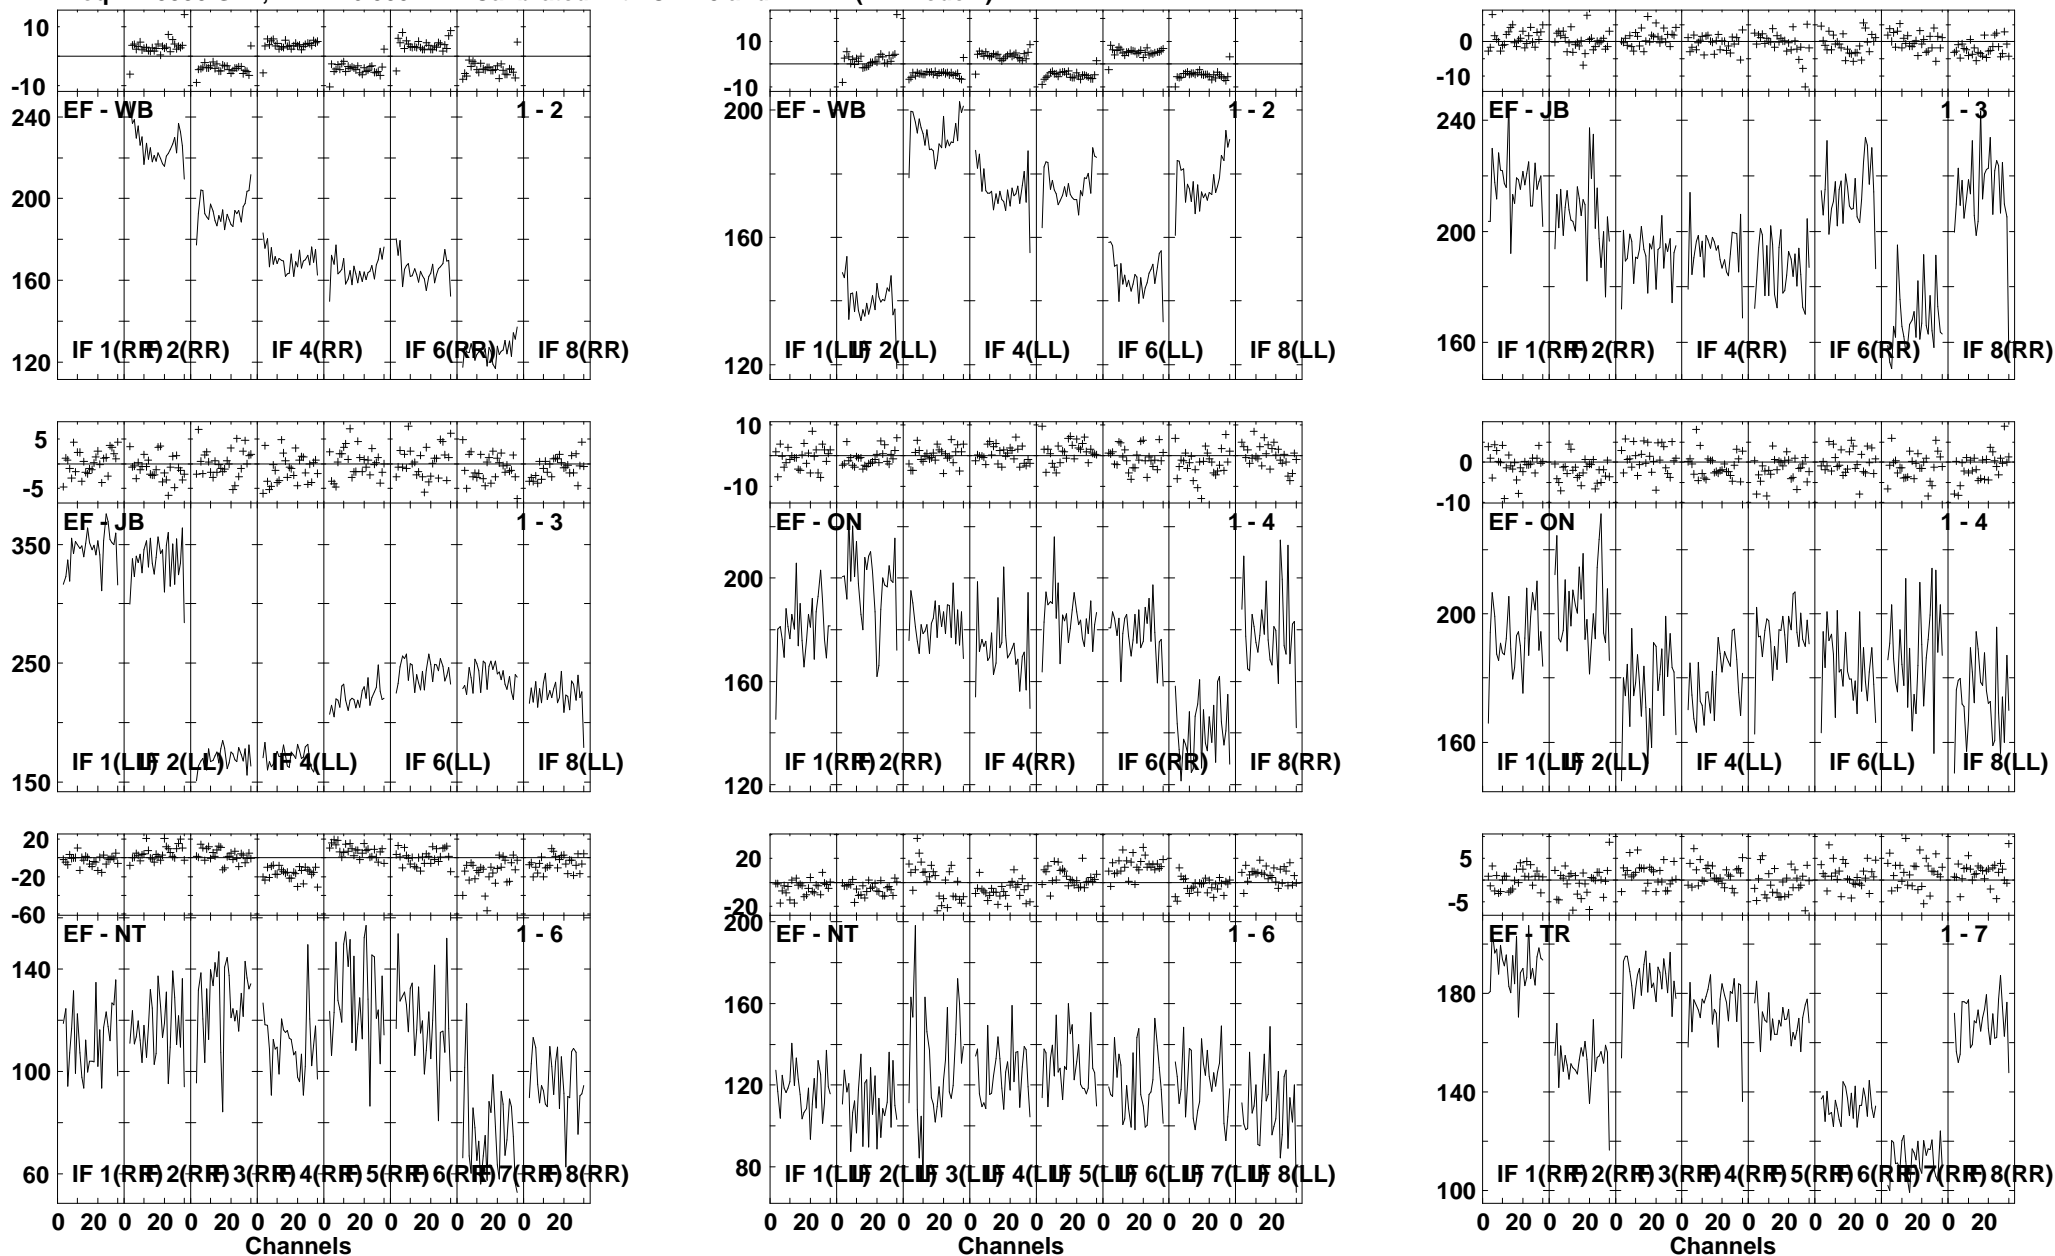 10
-10
EF - WB 1 - 2
240
200
160
120
IF 1(RR) IF 2(RR) IF 4(RR) IF 6(RR) IF 8(RR)
10
-10
EF - WB 1 - 2
200
160
120
IF 1(LL) IF 2(LL) IF 4(LL) IF 6(LL) IF 8(LL)
10
0
-10
EF - JB 1 - 3
240
200
160
IF 1(RR) IF 2(RR) IF 4(RR) IF 6(RR) IF 8(RR)
5
-5
EF - JB 1 - 3
350
250
150
IF 1(LL) IF 2(LL) IF 4(LL) IF 6(LL) IF 8(LL)
10
-10
EF - ON 1 - 4
200
160
120
IF 1(RR) IF 2(RR) IF 4(RR) IF 6(RR) IF 8(RR)
0
-10
EF - ON 1 - 4
200
160
IF 1(LL) IF 2(LL) IF 4(LL) IF 6(LL) IF 8(LL)
20
-20
-60
EF - NT 1 - 6
140
100
60
IF 1(RR) IF 2(RR) IF 3(RR) IF 4(RR) IF 5(RR) IF 6(RR) IF 7(RR) IF 8(RR)
0 20 0 20 0 20 0 20 0 20 0 20 0 20 0 20
Channels
20
-20
EF - NT 1 - 6
200
160
120
80
IF 1(LL) IF 2(LL) IF 3(LL) IF 4(LL) IF 5(LL) IF 6(LL) IF 7(LL) IF 8(LL)
0 20 0 20 0 20 0 20 0 20 0 20 0 20 0 20
Channels
5
-5
EF - TR 1 - 7
180
140
100
IF 1(RR) IF 2(RR) IF 3(RR) IF 4(RR) IF 5(RR) IF 6(RR) IF 7(RR) IF 8(RR)
0 20 0 20 0 20 0 20 0 20 0 20 0 20 0 20
Channels